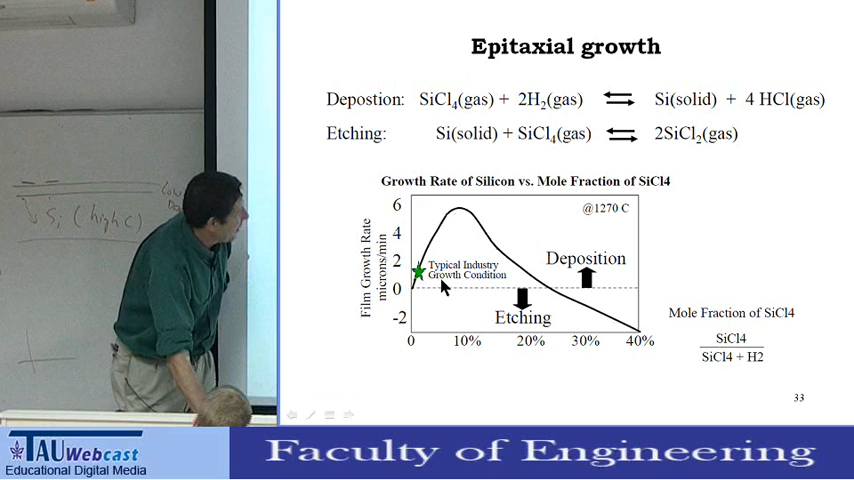 Si (high C)
Epitaxial growth
Depostion: SiCl4(gas) + 2H2(gas) ⇌ Si(solid) + 4 HCl(gas)
Etching: Si(solid) + SiCl4(gas) ⇌ 2SiCl2(gas)
Growth Rate of Silicon vs. Mole Fraction of SiCl4
@1270 C
Film Growth Rate
microns/min
6
4
2
0
-2
Typical Industry
Growth Condition
Deposition
Etching
0 10% 20% 30% 40%
Mole Fraction of SiCl4
SiCl4
SiCl4 + H2
33
TAU Webcast
Educational Digital Media
Faculty of Engineering